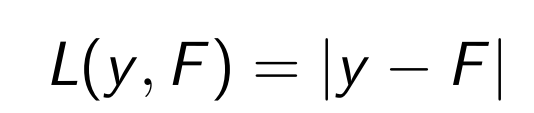 L(y, F) = |y − F|